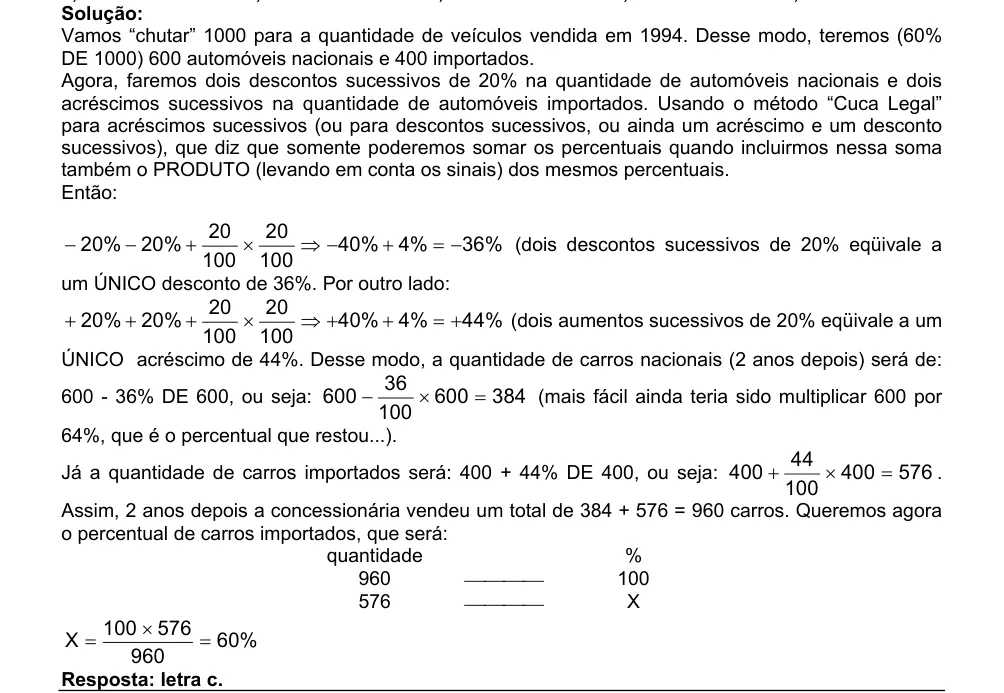 Solução:
Vamos “chutar” 1000 para a quantidade de veículos vendida em 1994. Desse modo, teremos (60%
DE 1000) 600 automóveis nacionais e 400 importados.
Agora, faremos dois descontos sucessivos de 20% na quantidade de automóveis nacionais e dois
acréscimos sucessivos na quantidade de automóveis importados. Usando o método “Cuca Legal”
para acréscimos sucessivos (ou para descontos sucessivos, ou ainda um acréscimo e um desconto
sucessivos), que diz que somente poderemos somar os percentuais quando incluirmos nessa soma
também o PRODUTO (levando em conta os sinais) dos mesmos percentuais.
Então:
− 20% − 20% + 20/100 × 20/100 ⇒ −40% + 4% = −36% (dois descontos sucessivos de 20% eqüivale a
um ÚNICO desconto de 36%. Por outro lado:
+ 20% + 20% + 20/100 × 20/100 ⇒ +40% + 4% = +44% (dois aumentos sucessivos de 20% eqüivale a um
ÚNICO acréscimo de 44%. Desse modo, a quantidade de carros nacionais (2 anos depois) será de:
600 - 36% DE 600, ou seja: 600 − 36/100 × 600 = 384 (mais fácil ainda teria sido multiplicar 600 por
64%, que é o percentual que restou...).
Já a quantidade de carros importados será: 400 + 44% DE 400, ou seja: 400 + 44/100 × 400 = 576 .
Assim, 2 anos depois a concessionária vendeu um total de 384 + 576 = 960 carros. Queremos agora
o percentual de carros importados, que será:
quantidade %
960 ———— 100
576 ———— X
X = 100 × 576/960 = 60%
Resposta: letra c.